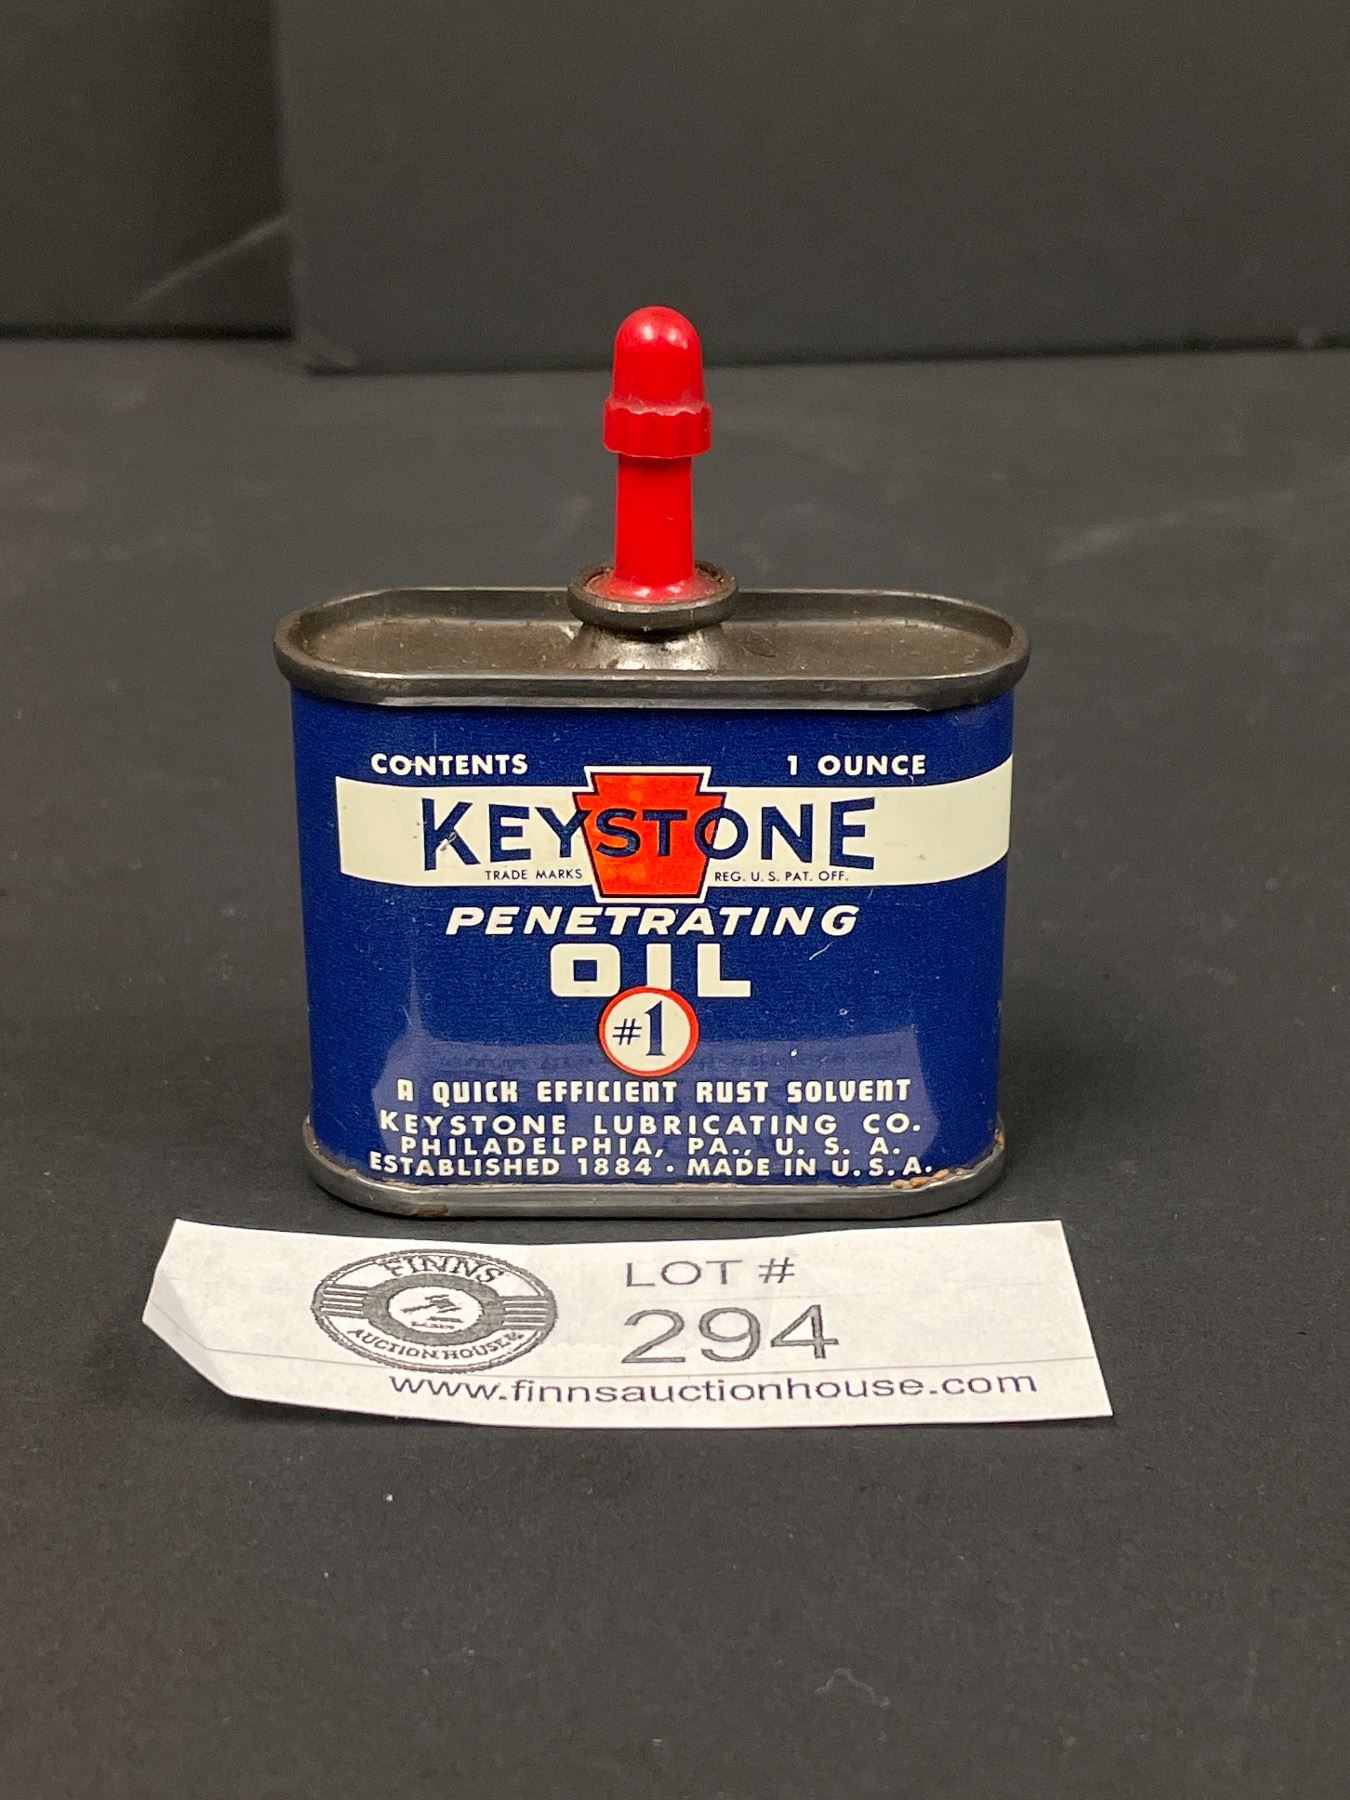 CONTENTS 1 OUNCE
KEYSTONE
TRADE MARKS REG. U.S. PAT. OFF.
PENETRATING
OIL
#1
A QUICK EFFICIENT RUST SOLVENT
KEYSTONE LUBRICATING CO.
PHILADELPHIA, PA., U. S. A.
ESTABLISHED 1884 · MADE IN U.S.A.
FINNS
AUCTION HOUSE
LOT #
294
www.finnsauctionhouse.com